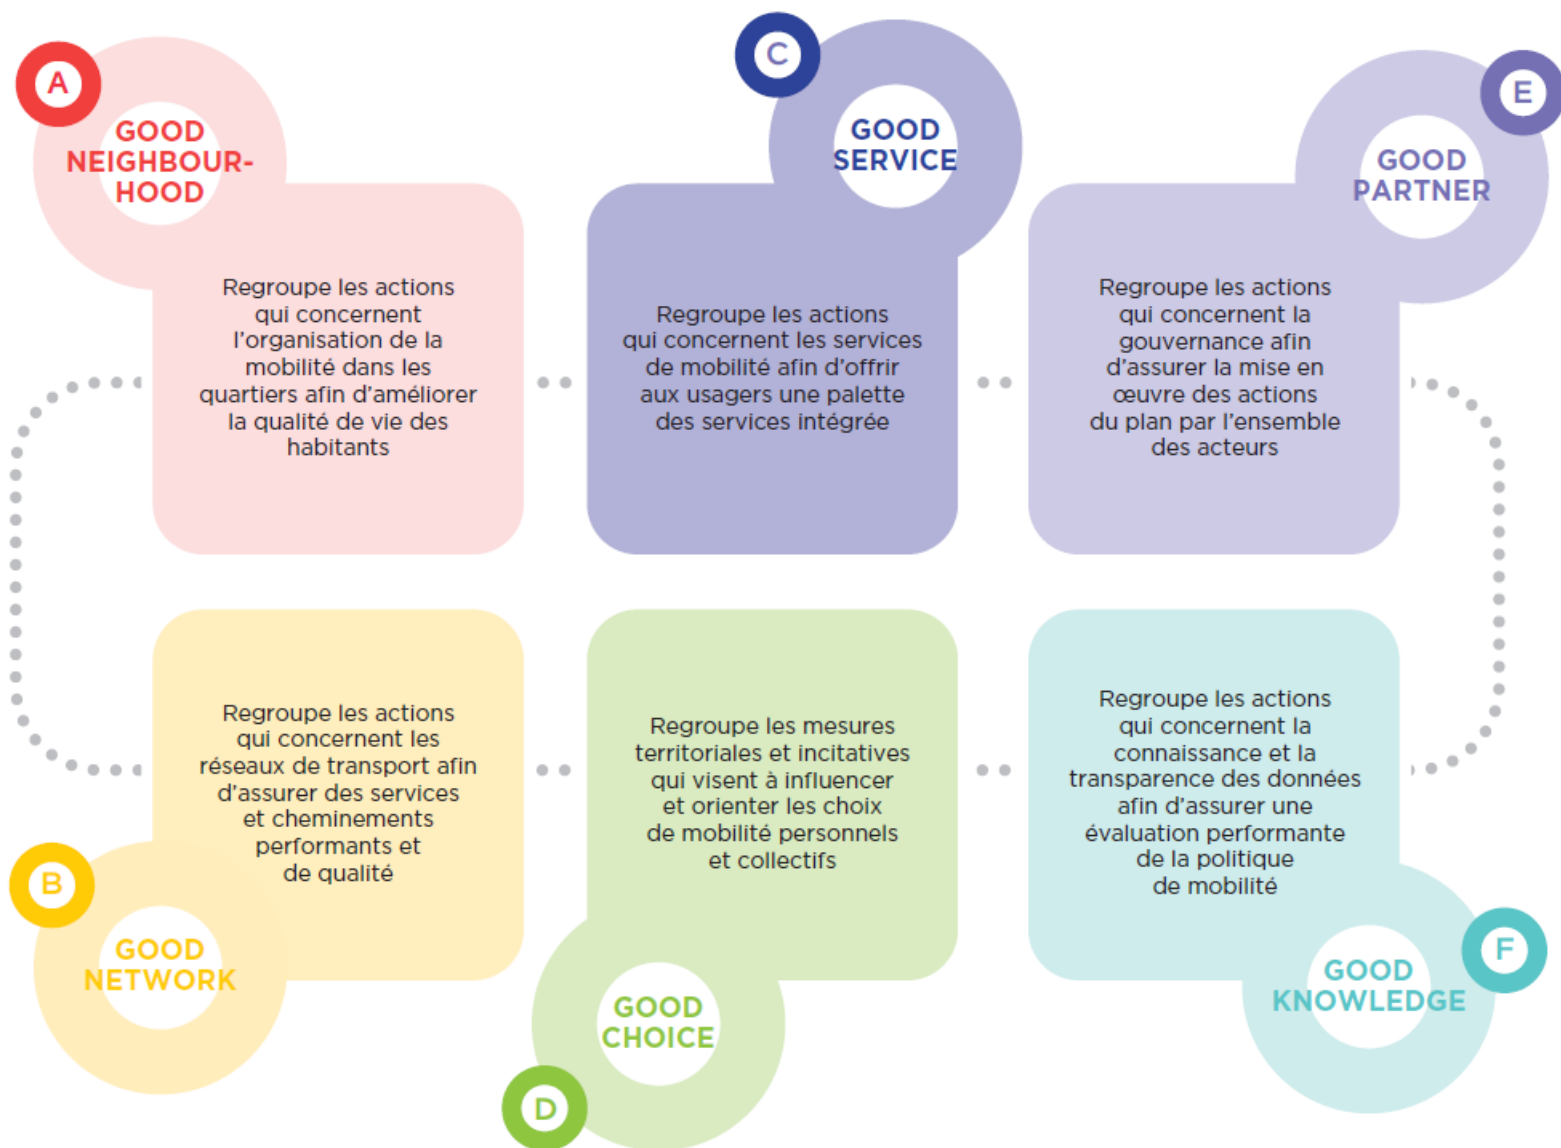 A
GOOD
NEIGHBOUR-
HOOD
Regroupe les actions
qui concernent
l'organisation de la
mobilité dans les
quartiers afin d'améliorer
la qualité de vie des
habitants
C
GOOD
SERVICE
Regroupe les actions
qui concernent les services
de mobilité afin d'offrir
aux usagers une palette
des services intégrée
E
GOOD
PARTNER
Regroupe les actions
qui concernent la
gouvernance afin
d'assurer la mise en
œuvre des actions
du plan par l'ensemble
des acteurs
Regroupe les actions
qui concernent les
réseaux de transport afin
d'assurer des services
et cheminements
performants et
de qualité
B
GOOD
NETWORK
Regroupe les mesures
territoriales et incitatives
qui visent à influencer
et orienter les choix
de mobilité personnels
et collectifs
GOOD
CHOICE
D
Regroupe les actions
qui concernent la
connaissance et la
transparence des données
afin d'assurer une
évaluation performante
de la politique
de mobilité
F
GOOD
KNOWLEDGE